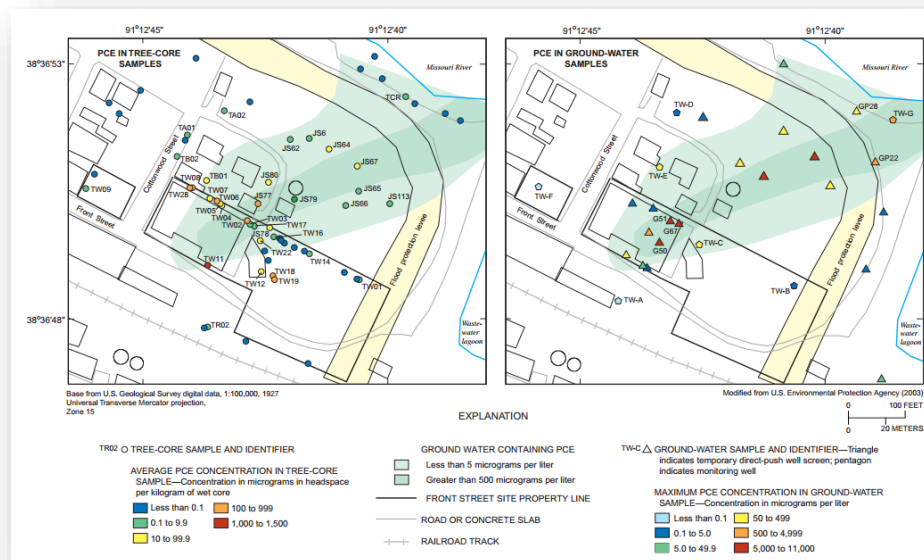 91°12'45"
91°12'40"
91°12'45"
91°12'40"
38°36'53"
38°36'48"
PCE IN TREE-CORE
SAMPLES
Missouri River
TCR
TA02
TA01
JS6
JS62
JS64
TB02
JS67
Cottonwood Street
TB01
JS80
TW08
TW09
TW28
TW07
JS77
JS65
TW06
JS79
JS113
TW05
JS66
Front Street
TW04
TW03
TW02
TW17
JS78
TW16
TW22
TW14
TW11
TW18
TW12
TW19
TW01
Flood protection levee
TR02
Waste-
water
lagoon
PCE IN GROUND-WATER
SAMPLES
Missouri River
TW-D
GP28
TW-G
Cottonwood Street
TW-E
GP22
TW-F
Front Street
G51
G67
G50
TW-C
TW-B
TW-A
Flood protection levee
Waste-
water
lagoon
Base from U.S. Geological Survey digital data, 1:100,000, 1927
Universal Transverse Mercator projection,
Zone 15
Modified from U.S. Environmental Protection Agency (2003)
0 100 FEET
0 20 METERS
EXPLANATION
TR02 TREE-CORE SAMPLE AND IDENTIFIER
AVERAGE PCE CONCENTRATION IN TREE-CORE
SAMPLE—Concentration in micrograms in headspace
per kilogram of wet core
Less than 0.1
100 to 999
0.1 to 9.9
1,000 to 1,500
10 to 99.9
GROUND WATER CONTAINING PCE
Less than 5 micrograms per liter
Greater than 500 micrograms per liter
FRONT STREET SITE PROPERTY LINE
ROAD OR CONCRETE SLAB
RAILROAD TRACK
TW-C GROUND-WATER SAMPLE AND IDENTIFIER—Triangle
indicates temporary direct-push well screen; pentagon
indicates monitoring well
MAXIMUM PCE CONCENTRATION IN GROUND-WATER
SAMPLE—Concentration in micrograms per liter
Less than 0.1
50 to 499
0.1 to 5.0
500 to 4,999
5.0 to 49.9
5,000 to 11,000